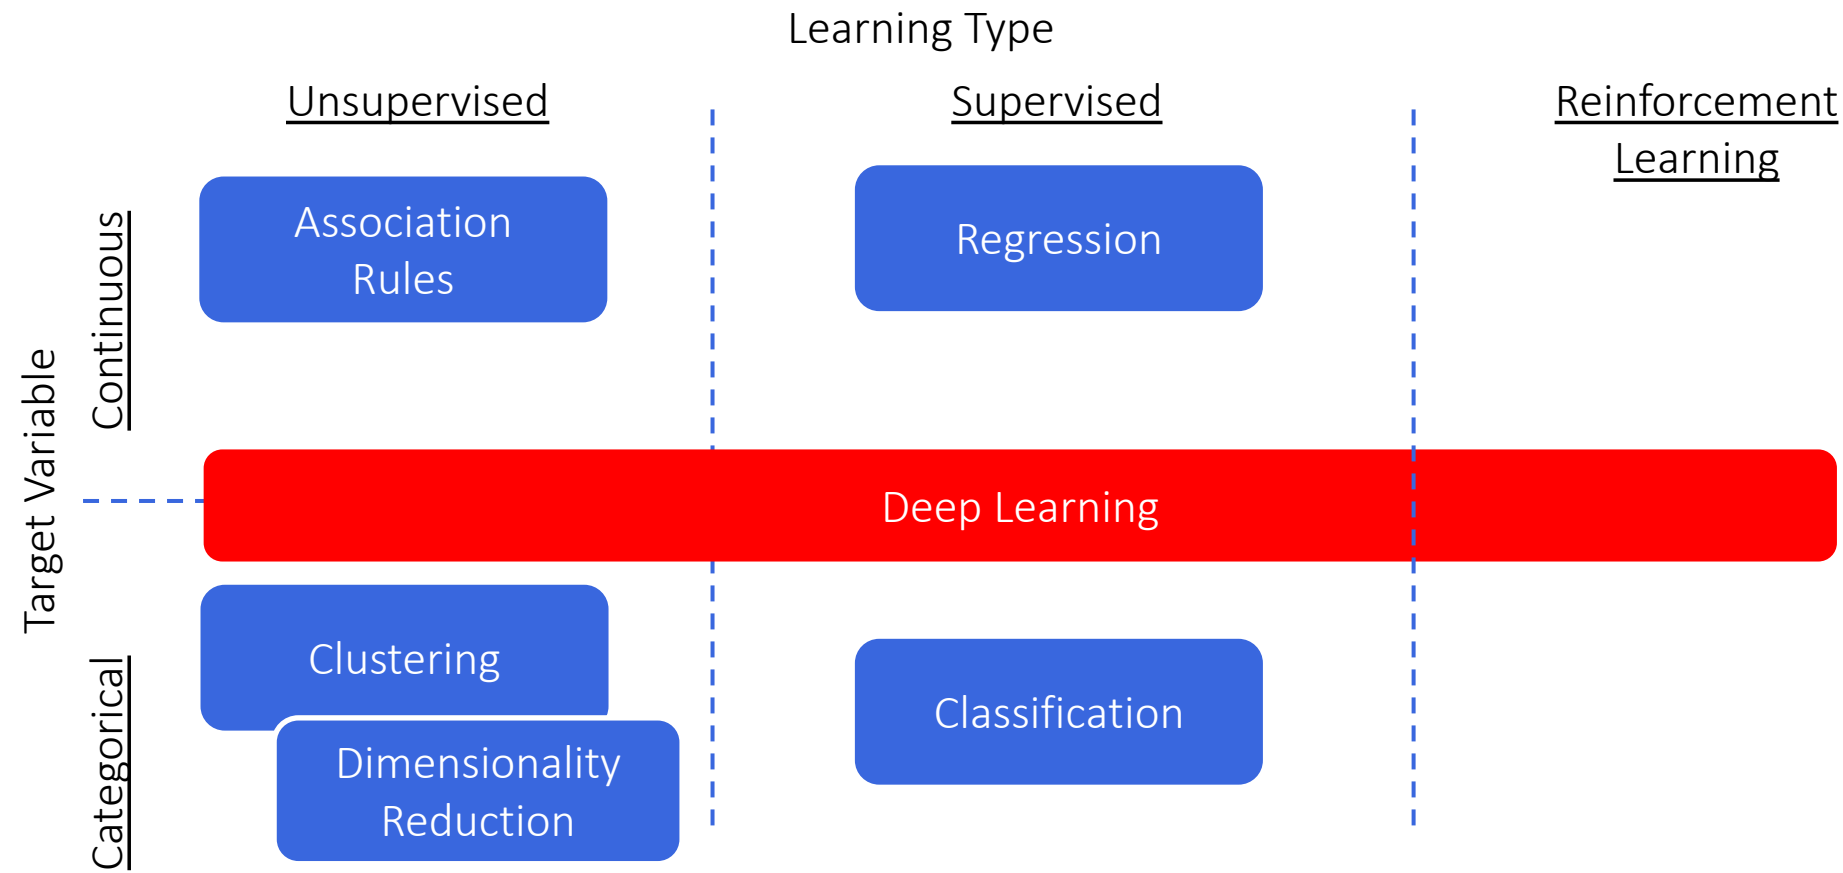 Learning Type
Unsupervised
Supervised
Reinforcement
Learning
Target Variable
Continuous
Association
Rules
Regression
Deep Learning
Categorical
Clustering
Dimensionality
Reduction
Classification